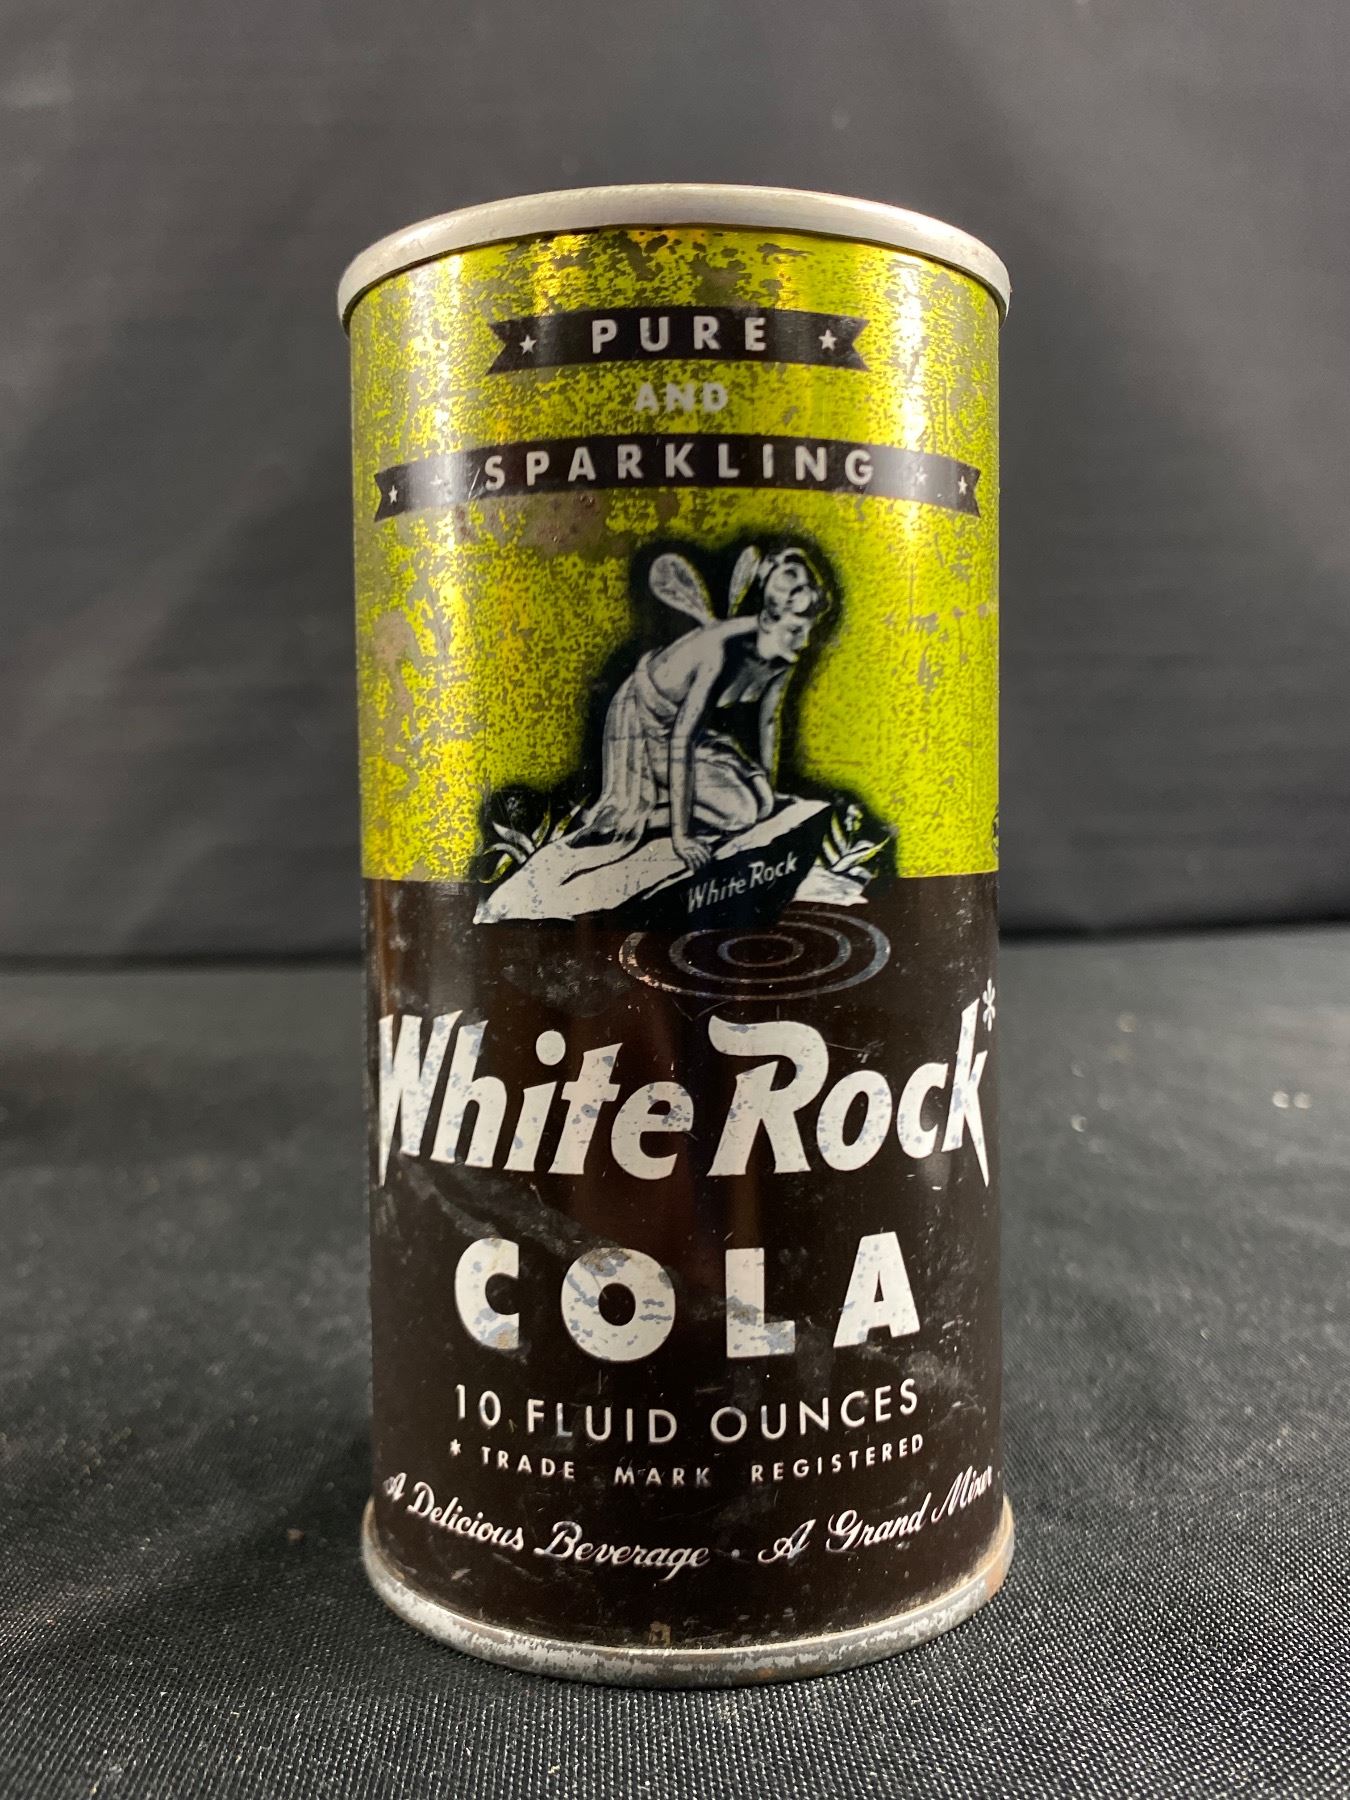 PURE
AND
SPARKLING
White Rock
White Rock*
COLA
10 FLUID OUNCES
* TRADE MARK REGISTERED
A Delicious Beverage • A Grand Mixer